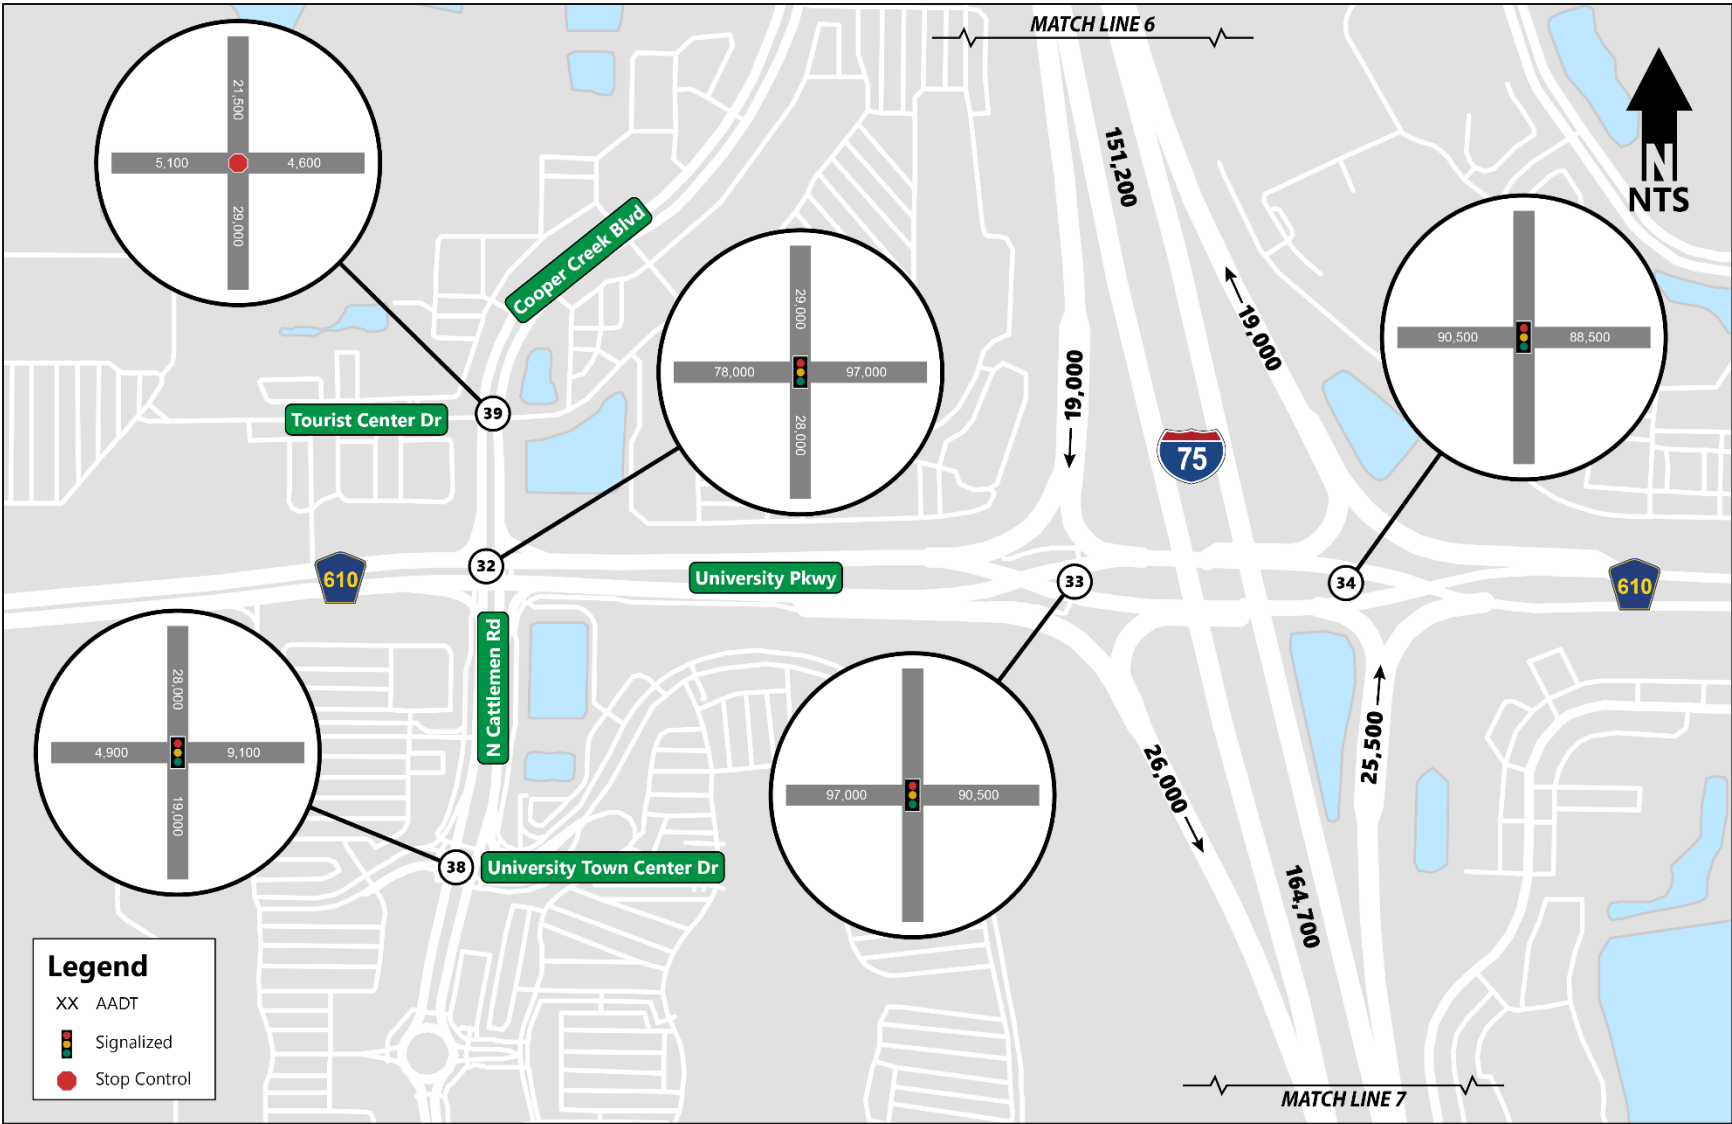 MATCH LINE 6
N
NTS
21,500
5,100
4,600
29,000
Cooper Creek Blvd
151,200
29,000
78,000
97,000
28,000
19,000
19,000
90,500
88,500
Tourist Center Dr
39
75
32
610
University Pkwy
33
34
610
N Cattlemen Rd
28,000
4,900
9,100
19,000
97,000
90,500
26,000
25,500
38
University Town Center Dr
164,700
Legend
XX AADT
Signalized
Stop Control
MATCH LINE 7